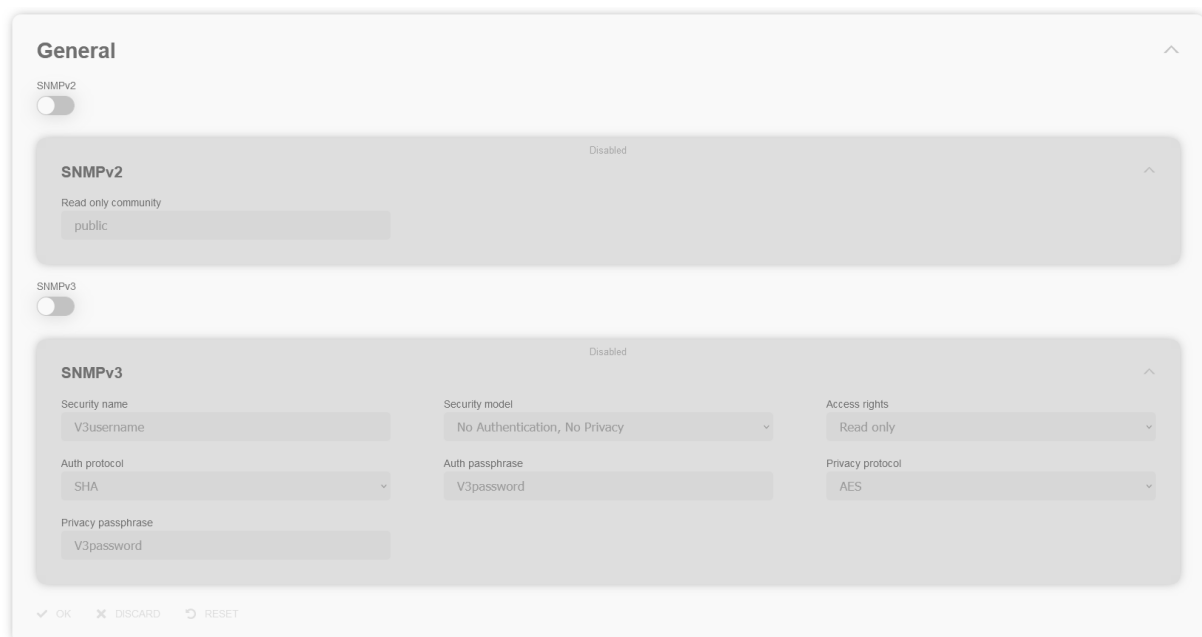 General
SNMPv2
Disabled
SNMPv2
Read only community
public
SNMPv3
Disabled
SNMPv3
Security name Security model Access rights
V3username No Authentication, No Privacy Read only
Auth protocol Auth passphrase Privacy protocol
SHA V3password AES
Privacy passphrase
V3password
OK DISCARD RESET